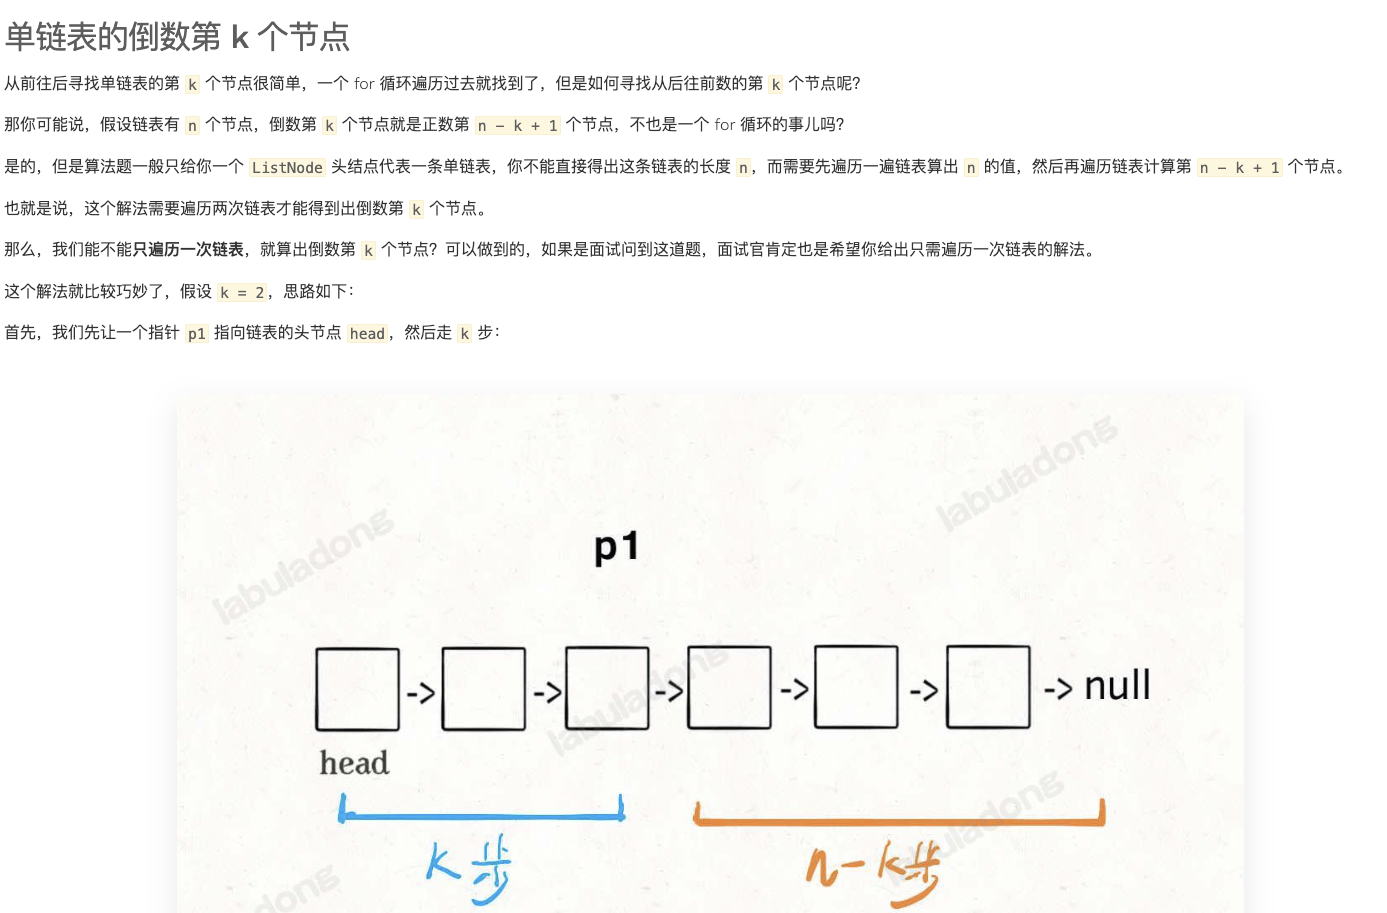 单链表的倒数第 k 个节点
从前往后寻找单链表的第 k 个节点很简单，一个 for 循环遍历过去就找到了，但是如何寻找从后往前数的第 k 个节点呢？
那你可能说，假设链表有 n 个节点，倒数第 k 个节点就是正数第 n - k + 1 个节点，不也是一个 for 循环的事儿吗？
是的，但是算法题一般只给你一个 ListNode 头结点代表一条单链表，你不能直接得出这条链表的长度 n，而需要先遍历一遍链表算出 n 的值，然后再遍历链表计算第 n - k + 1 个节点。
也就是说，这个解法需要遍历两次链表才能得到出倒数第 k 个节点。
那么，我们能不能只遍历一次链表，就算出倒数第 k 个节点？可以做到的，如果是面试问到这道题，面试官肯定也是希望你给出只需遍历一次链表的解法。
这个解法就比较巧妙了，假设 k = 2，思路如下：
首先，我们先让一个指针 p1 指向链表的头节点 head，然后走 k 步：
labuladong
labuladong
p1
labuladong
-> -> -> -> -> -> null
head
labuladong
k 步
n - k 步
labuladong